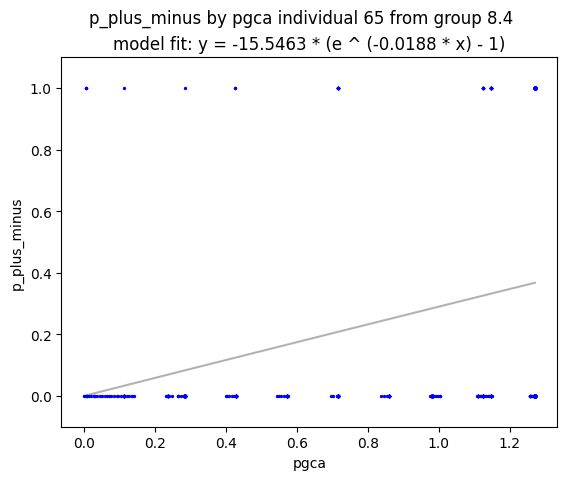 p_plus_minus by pgca individual 65 from group 8.4
model fit: y = -15.5463 * (e ^ (-0.0188 * x) - 1)
1.0
0.8
0.6
0.4
0.2
0.0
p_plus_minus
0.0 0.2 0.4 0.6 0.8 1.0 1.2
pgca